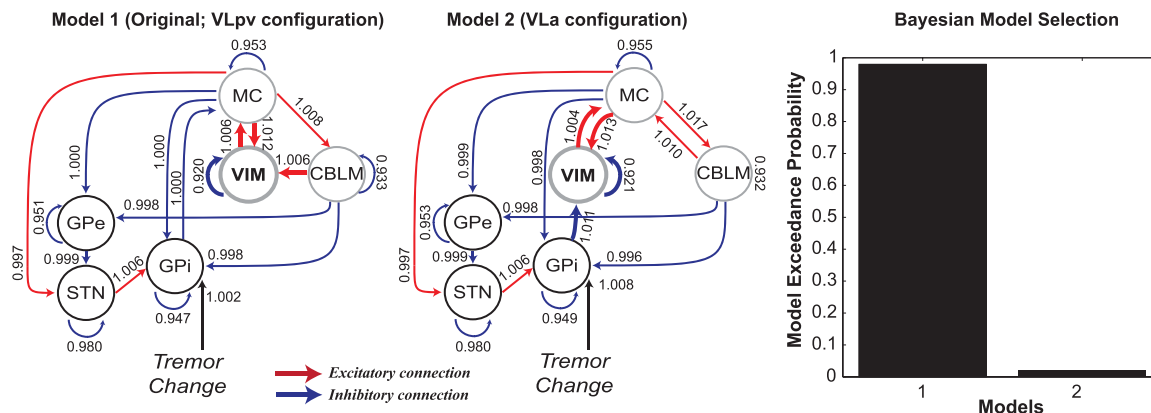 Model 1 (Original; VLpv configuration)
0.953
MC
1.008
1.006
1.012
1.000
1.000
1.000
0.920
VIM
1.006
CBLM
0.933
0.951
GPe
0.998
0.997
0.999
1.006
GPi
0.998
STN
1.002
0.947
0.980
Tremor
Change
Model 2 (VLa configuration)
0.955
MC
1.017
1.004
1.013
1.010
0.999
0.998
VIM
0.921
CBLM
0.932
0.953
GPe
0.998
1.011
0.997
0.999
1.006
GPi
0.996
STN
1.008
0.949
0.980
Tremor
Change
Excitatory connection
Inhibitory connection
Bayesian Model Selection
Model Exceedance Probability
1
0.9
0.8
0.7
0.6
0.5
0.4
0.3
0.2
0.1
0
1
2
Models